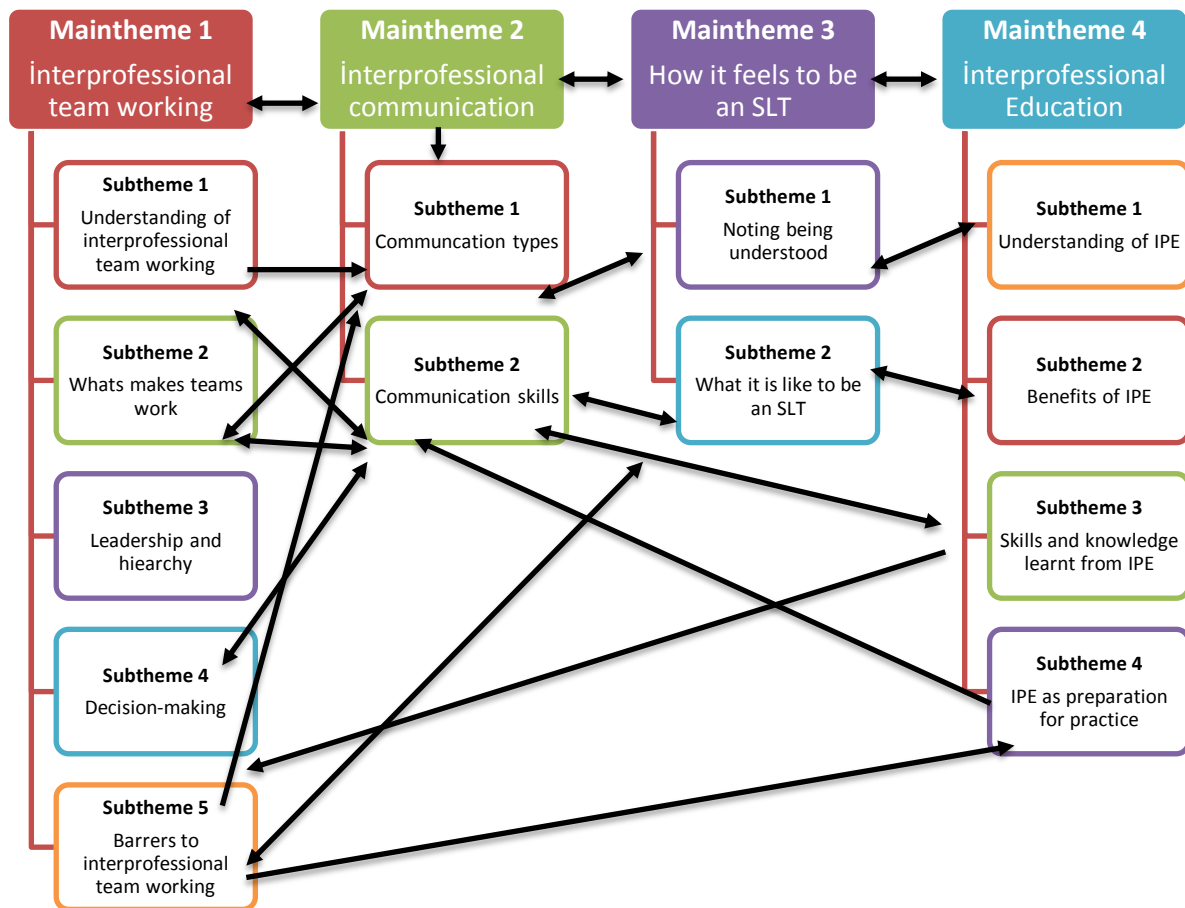 Maintheme 1
İnterprofessional
team working
Subtheme 1
Understanding of
interprofessional
team working
Subtheme 2
Whats makes teams
work
Subtheme 3
Leadership and
hiearchy
Subtheme 4
Decision-making
Subtheme 5
Barrers to
interprofessional
team working
Maintheme 2
İnterprofessional
communication
Subtheme 1
Communcation types
Subtheme 2
Communication skills
Maintheme 3
How it feels to be
an SLT
Subtheme 1
Noting being
understood
Subtheme 2
What it is like to be
an SLT
Maintheme 4
İnterprofessional
Education
Subtheme 1
Understanding of IPE
Subtheme 2
Benefits of IPE
Subtheme 3
Skills and knowledge
learnt from IPE
Subtheme 4
IPE as preparation
for practice